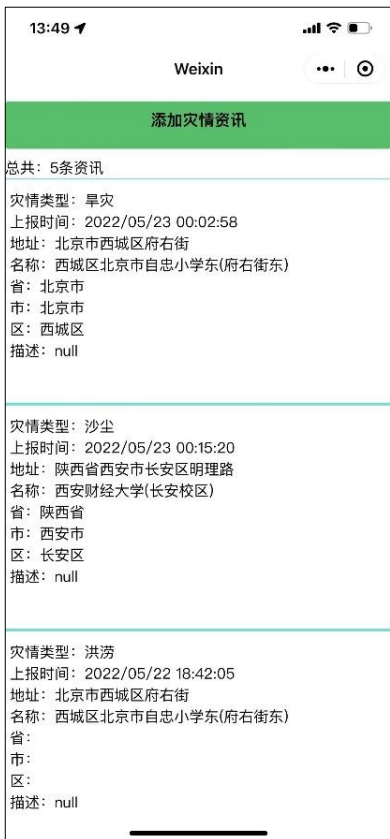 13:49
Weixin
添加灾情资讯
总共：5条资讯
灾情类型：旱灾
上报时间：2022/05/23 00:02:58
地址：北京市西城区府右街
名称：西城区北京市自忠小学东(府右街东)
省：北京市
市：北京市
区：西城区
描述：null
灾情类型：沙尘
上报时间：2022/05/23 00:15:20
地址：陕西省西安市长安区明理路
名称：西安财经大学(长安校区)
省：陕西省
市：西安市
区：长安区
描述：null
灾情类型：洪涝
上报时间：2022/05/22 18:42:05
地址：北京市西城区府右街
名称：西城区北京市自忠小学东(府右街东)
省：
市：
区：
描述：null